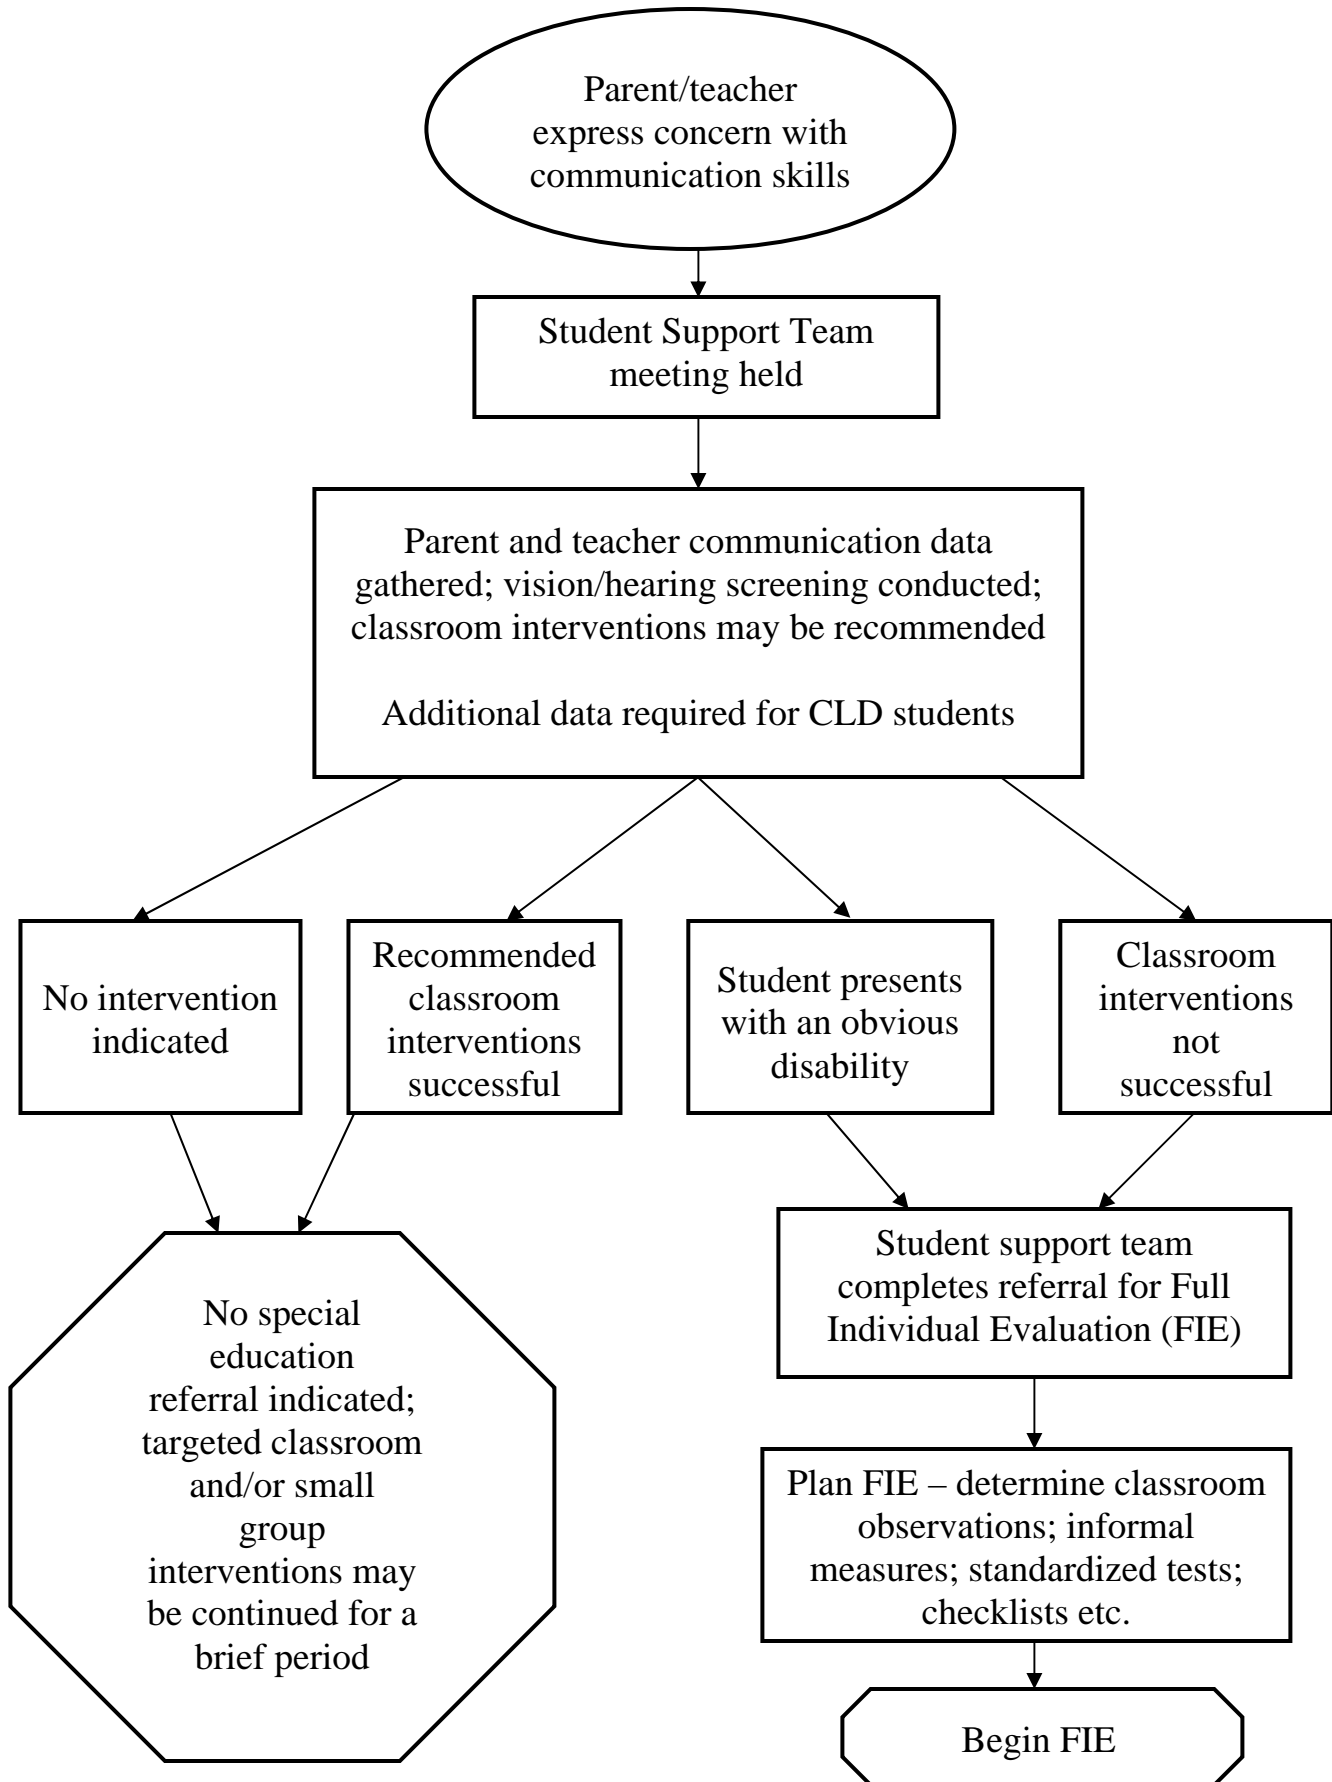 Parent/teacher
express concern with
communication skills
Student Support Team
meeting held
Parent and teacher communication data
gathered; vision/hearing screening conducted;
classroom interventions may be recommended
Additional data required for CLD students
No intervention
indicated
Recommended
classroom
interventions
successful
Student presents
with an obvious
disability
Classroom
interventions
not
successful
No special
education
referral indicated;
targeted classroom
and/or small
group
interventions may
be continued for a
brief period
Student support team
completes referral for Full
Individual Evaluation (FIE)
Plan FIE – determine classroom
observations; informal
measures; standardized tests;
checklists etc.
Begin FIE